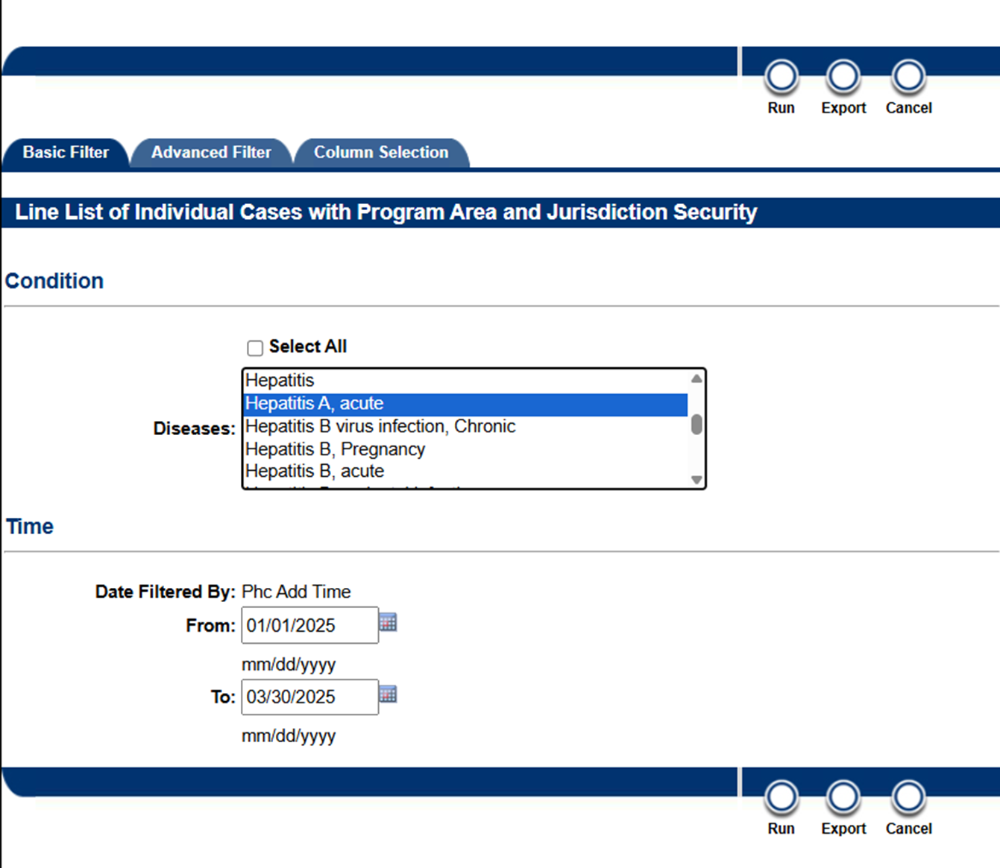 Run Export Cancel
Basic Filter Advanced Filter Column Selection
Line List of Individual Cases with Program Area and Jurisdiction Security
Condition
Select All
Hepatitis
Hepatitis A, acute
Diseases: Hepatitis B virus infection, Chronic
Hepatitis B, Pregnancy
Hepatitis B, acute
Time
Date Filtered By: Phc Add Time
From: 01/01/2025
mm/dd/yyyy
To: 03/30/2025
mm/dd/yyyy
Run Export Cancel